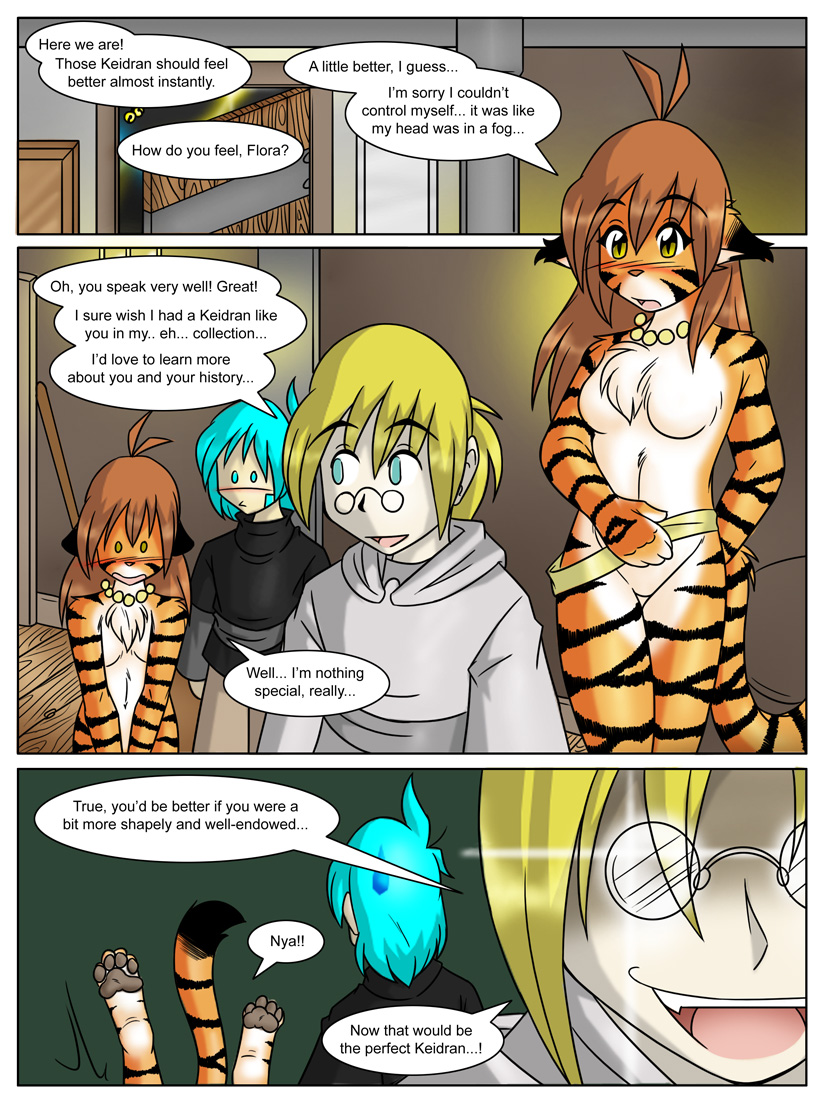 Here we are!
Those Keidran should feel
better almost instantly.
A little better, I guess...
I'm sorry I couldn't
control myself... it was like
my head was in a fog...
How do you feel, Flora?
Oh, you speak very well! Great!
I sure wish I had a Keidran like
you in my.. eh... collection...
I'd love to learn more
about you and your history...
Well... I'm nothing
special, really...
True, you'd be better if you were a
bit more shapely and well-endowed...
Nya!!
Now that would be
the perfect Keidran...!